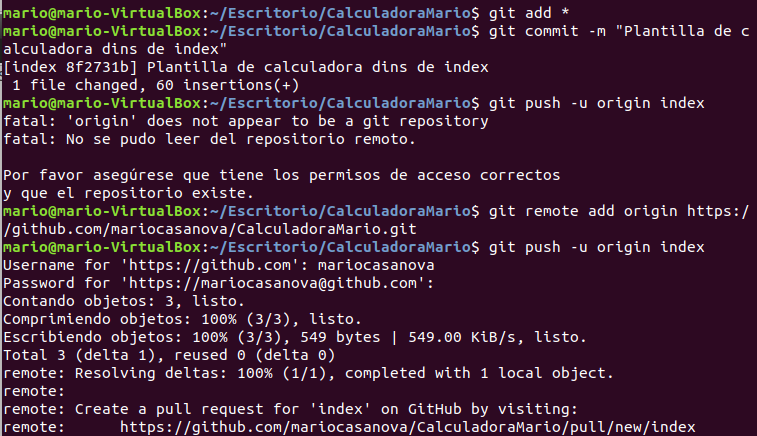 mario@mario-VirtualBox:~/Escritorio/CalculadoraMario$ git add *
mario@mario-VirtualBox:~/Escritorio/CalculadoraMario$ git commit -m "Plantilla de c
alculadora dins de index"
[index 8f2731b] Plantilla de calculadora dins de index
 1 file changed, 60 insertions(+)
mario@mario-VirtualBox:~/Escritorio/CalculadoraMario$ git push -u origin index
fatal: 'origin' does not appear to be a git repository
fatal: No se pudo leer del repositorio remoto.

Por favor asegúrese que tiene los permisos de acceso correctos
y que el repositorio existe.
mario@mario-VirtualBox:~/Escritorio/CalculadoraMario$ git remote add origin https:/
/github.com/mariocasanova/CalculadoraMario.git
mario@mario-VirtualBox:~/Escritorio/CalculadoraMario$ git push -u origin index
Username for 'https://github.com': mariocasanova
Password for 'https://mariocasanova@github.com':
Contando objetos: 3, listo.
Comprimiendo objetos: 100% (3/3), listo.
Escribiendo objetos: 100% (3/3), 549 bytes | 549.00 KiB/s, listo.
Total 3 (delta 1), reused 0 (delta 0)
remote: Resolving deltas: 100% (1/1), completed with 1 local object.
remote:
remote: Create a pull request for 'index' on GitHub by visiting:
remote:      https://github.com/mariocasanova/CalculadoraMario/pull/new/index